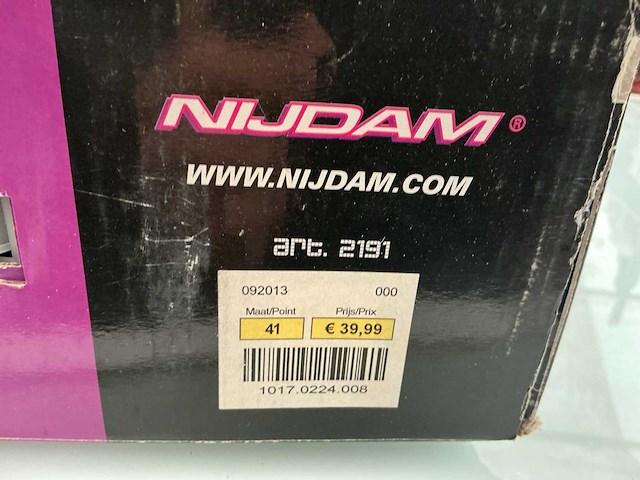 NIJDAM®
WWW.NIJDAM.COM
art. 2191
092013 000
Maat/Point Prijs/Prix
41 € 39,99
1017.0224.008